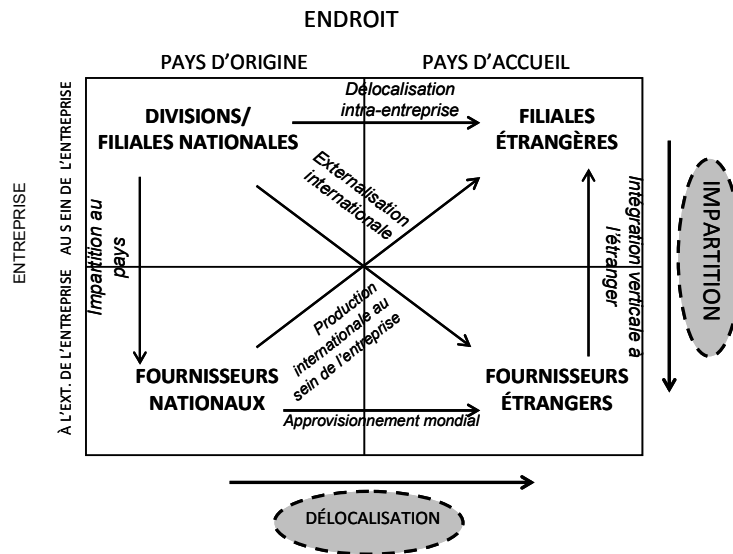 ENDROIT
PAYS D'ORIGINE
PAYS D'ACCUEIL
ENTREPRISE
AU S EIN DE L'ENTREPRISE
À L'EXT. DE L'ENTREPRISE
DIVISIONS/
FILIALES NATIONALES
Délocalisation
intra-entreprise
FILIALES
ÉTRANGÈRES
Externalisation
internationale
Impartition au
pays
Intégration verticale à
l'étranger
IMPARTITION
Production
internationale au
sein de l'entreprise
FOURNISSEURS
NATIONAUX
FOURNISSEURS
ÉTRANGERS
Approvisionnement mondial
DÉLOCALISATION